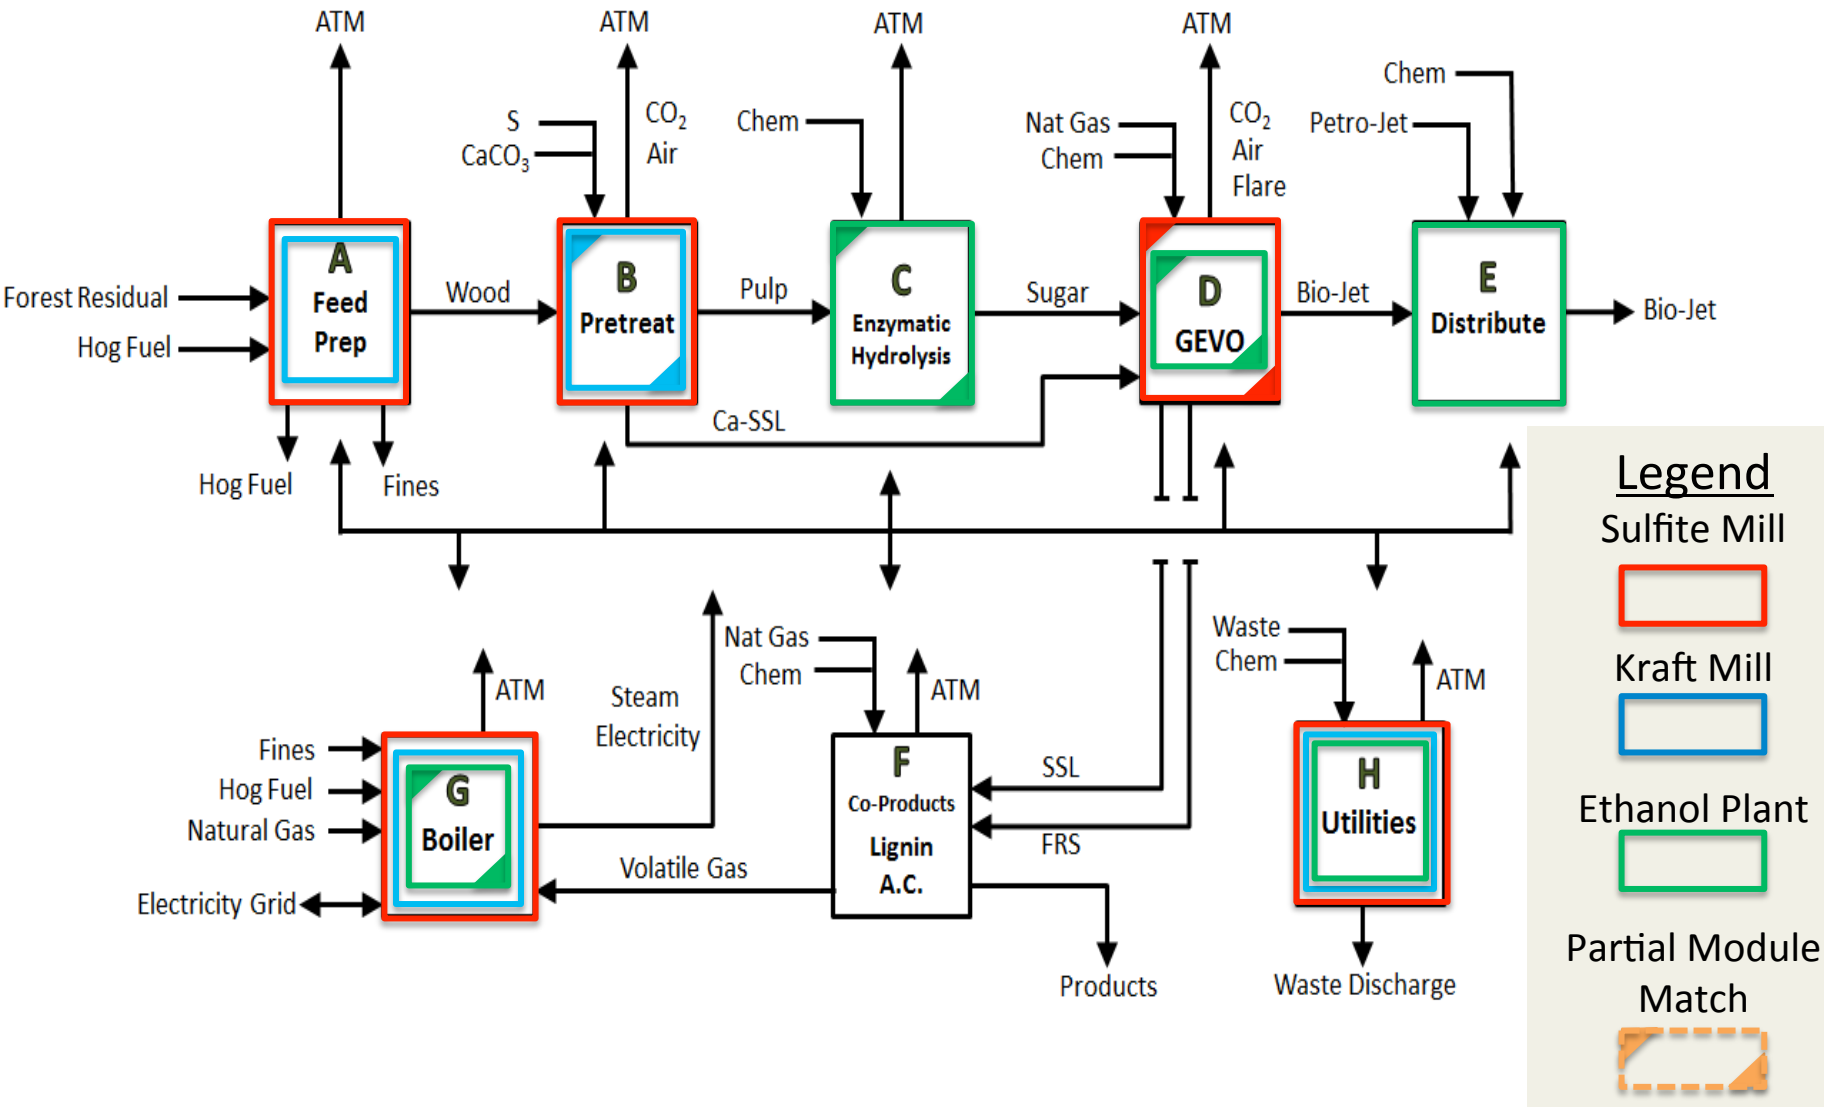 ATM
ATM
ATM
ATM
Chem
S
CaCO₃
CO₂
Air
Chem
Nat Gas
Chem
CO₂
Air
Flare
Petro-Jet
A
Feed
Prep
B
Pretreat
C
Enzymatic
Hydrolysis
D
GEVO
E
Distribute
Forest Residual
Hog Fuel
Wood
Pulp
Sugar
Bio-Jet
Bio-Jet
Ca-SSL
Hog Fuel
Fines
Legend
Sulfite Mill
Kraft Mill
Ethanol Plant
Partial Module
Match
Nat Gas
Chem
ATM
Steam
Electricity
ATM
Waste
Chem
ATM
Fines
Hog Fuel
Natural Gas
Electricity Grid
G
Boiler
Volatile Gas
F
Co-Products
Lignin
A.C.
SSL
FRS
H
Utilities
Products
Waste Discharge